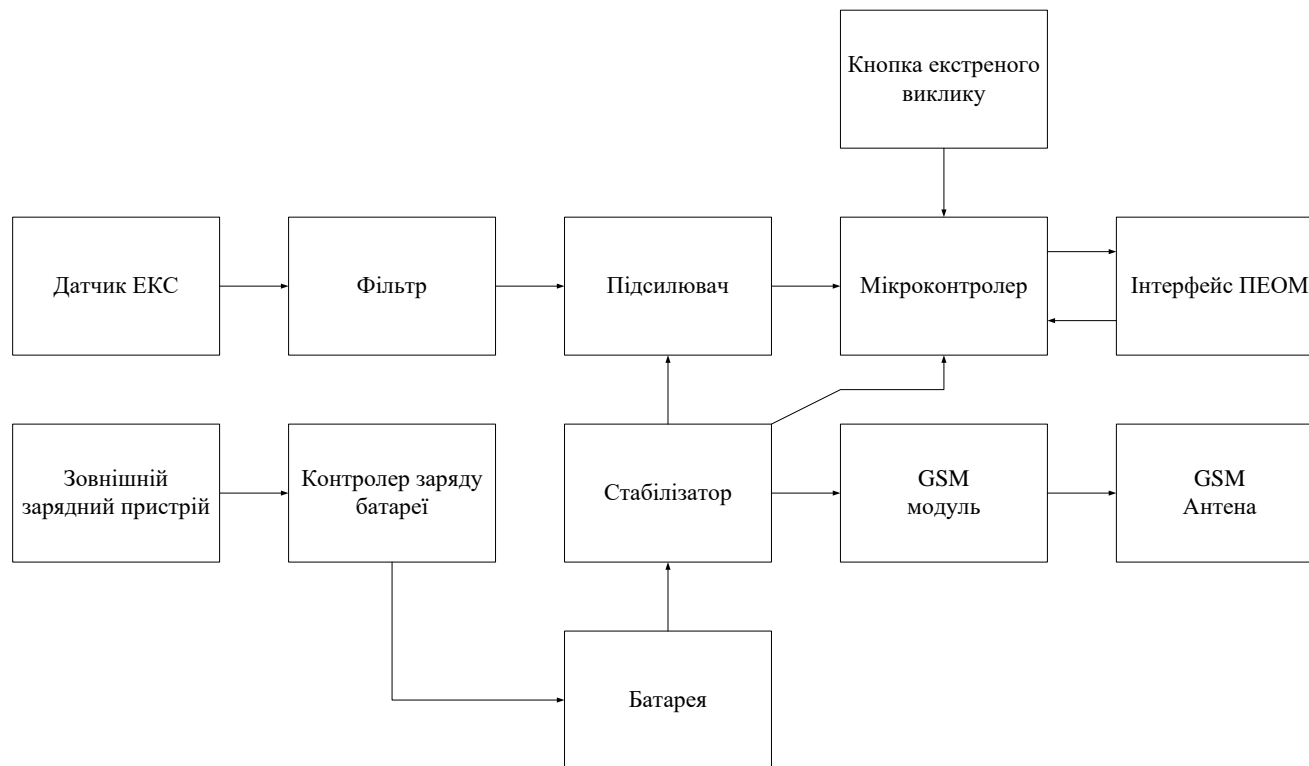 Кнопка екстреного
виклику
Датчик ЕКС
Фільтр
Підсилювач
Мікроконтролер
Інтерфейс ПЕОМ
Зовнішній
зарядний пристрій
Контролер заряду
батареї
Стабілізатор
GSM
модуль
GSM
Антена
Батарея